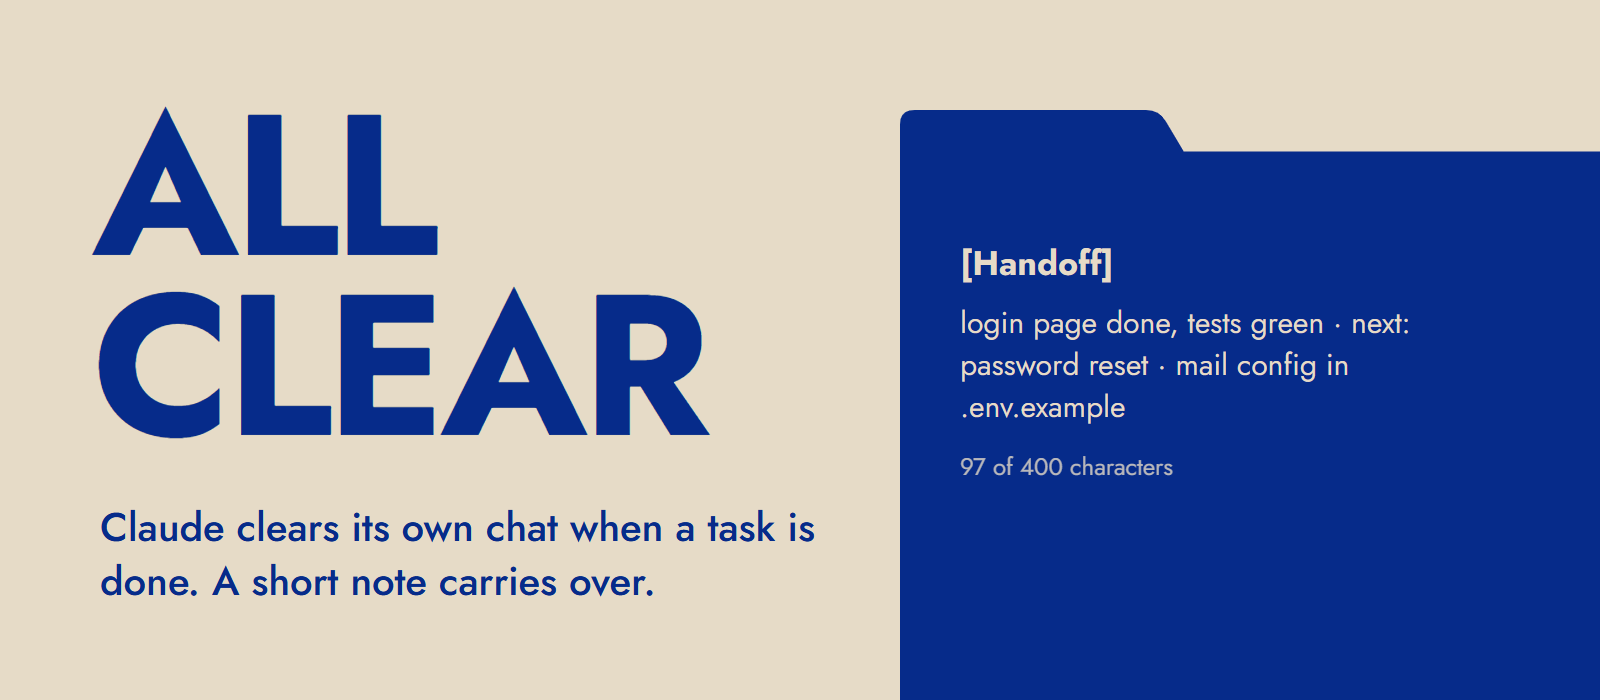 ALL
CLEAR
Claude clears its own chat when a task is
done. A short note carries over.
[Handoff]
login page done, tests green · next:
password reset · mail config in
.env.example
97 of 400 characters